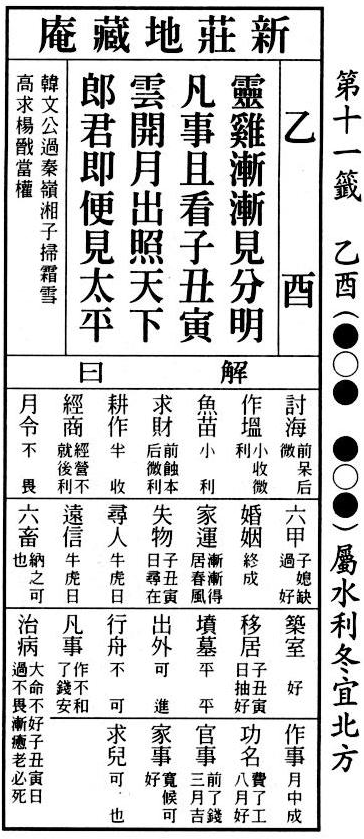 第十一籤 乙酉(●○● ●○●)屬水利冬宜北方
新莊地藏庵
乙酉
靈雞漸漸見分明
凡事且看子丑寅
雲開月出照天下
郎君即便見太平
韓文公過秦嶺湘子掃霜雪
高求楊戩當權
解曰
討海 前呆后微
作塭 小收微利
魚苗 小利
求財 前蝕本后微利
耕作 半收
經商 經營不就後利
月令 不畏
六甲 子媳缺過好
婚姻 終成
家運 漸漸得居春風
失物 子丑寅日尋在
尋人 牛虎日
遠信 牛虎日
六畜 納之可也
築室 好
移居 子丑寅日抽好
墳墓 平平
出外 可進
行舟 不可
凡事 作不和了錢安
治病 大命不好子丑寅日過不畏漸癒老必死
作事 月中成
功名 費了工八月好
官事 前了錢三月吉
家事 寬候可好
求兒 可也